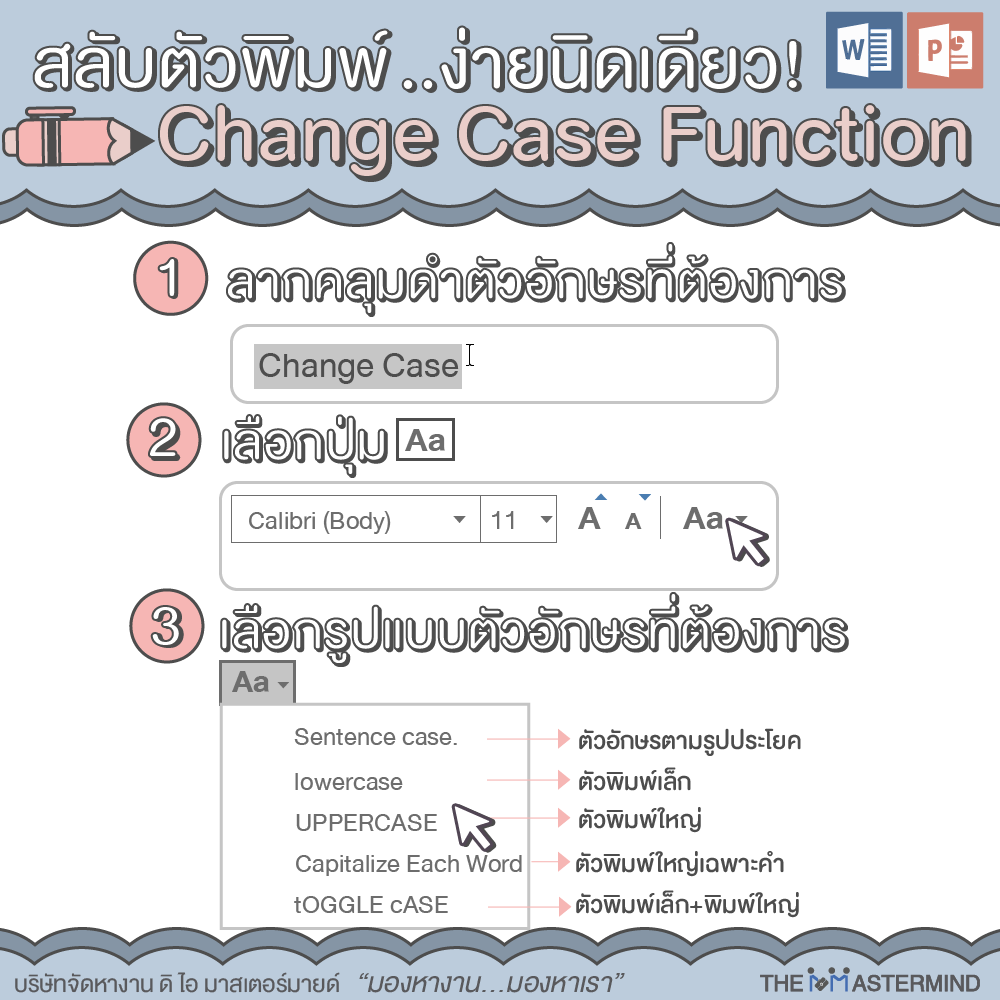 สลับตัวพิมพ์ ..ง่ายนิดเดียว!
W P
Change Case Function
1 ลากคลุมดำตัวอักษรที่ต้องการ
Change Case
2 เลือกปุ่ม Aa
Calibri (Body) 11 A A Aa
3 เลือกรูปแบบตัวอักษรที่ต้องการ
Aa
Sentence case. ตัวอักษรตามรูปประโยค
lowercase ตัวพิมพ์เล็ก
UPPERCASE ตัวพิมพ์ใหญ่
Capitalize Each Word ตัวพิมพ์ใหญ่เฉพาะคำ
tOGGLE cASE ตัวพิมพ์เล็ก+พิมพ์ใหญ่
บริษัทจัดหางาน ดิ ไอ มาสเตอร์มายด์ “มองหางาน...มองหาเรา” THE MASTERMIND